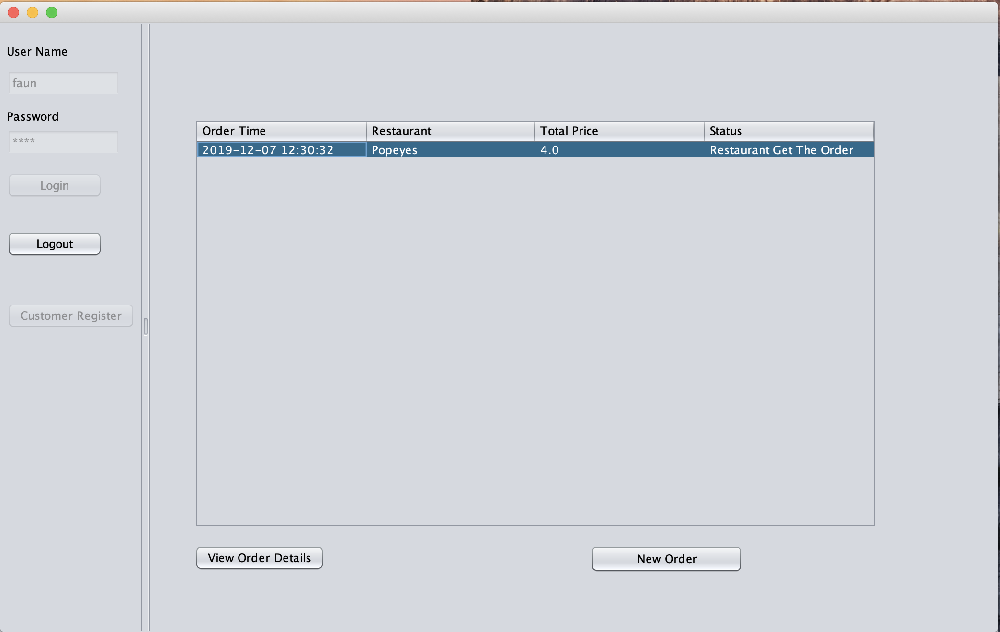 User Name
faun
Password
****
Login
Logout
Customer Register
Order Time Restaurant Total Price Status
2019-12-07 12:30:32 Popeyes 4.0 Restaurant Get The Order
View Order Details New Order